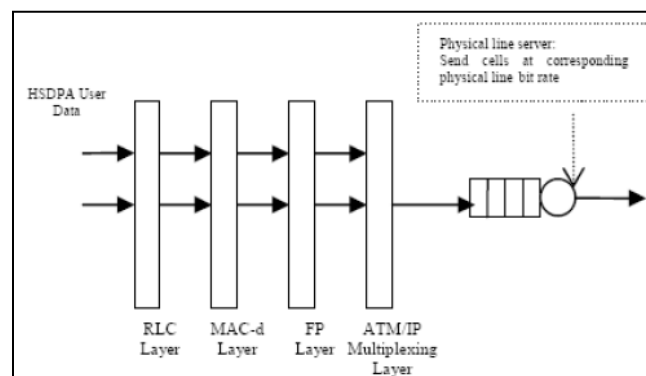 Physical line server:
Send cells at corresponding
physical line bit rate
HSDPA User
Data
RLC
Layer
MAC-d
Layer
FP
Layer
ATM/IP
Multiplexing
Layer